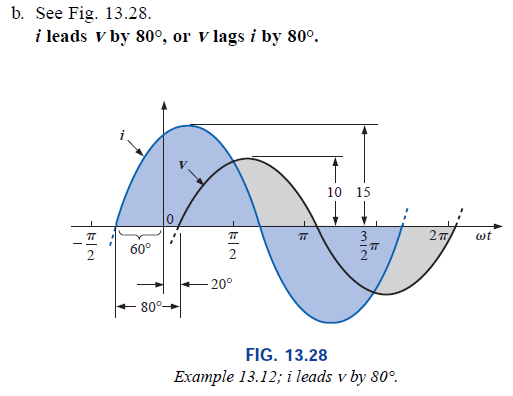 b. See Fig. 13.28.
i leads v by 80°, or v lags i by 80°.
i
v
10 15
0
– π/2
60°
π/2
π
3/2 π
2π
ωt
20°
80°
FIG. 13.28
Example 13.12; i leads v by 80°.